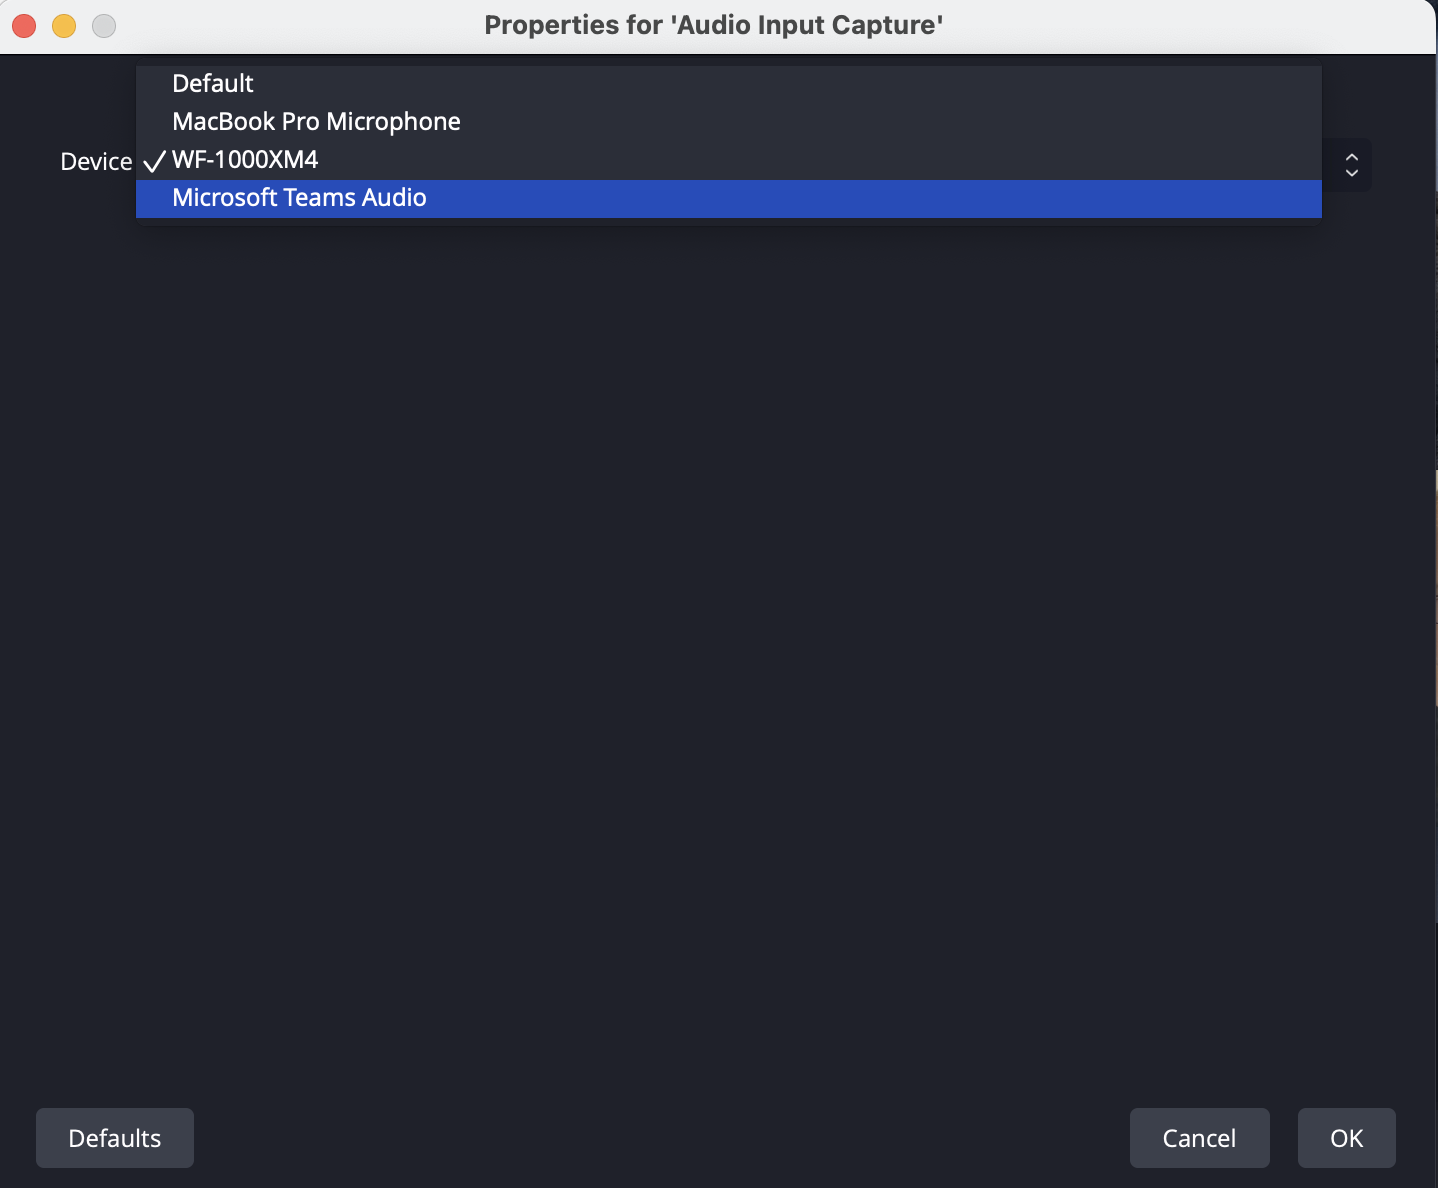 Properties for 'Audio Input Capture'
Default
MacBook Pro Microphone
Device ✓ WF-1000XM4
Microsoft Teams Audio
Defaults
Cancel
OK